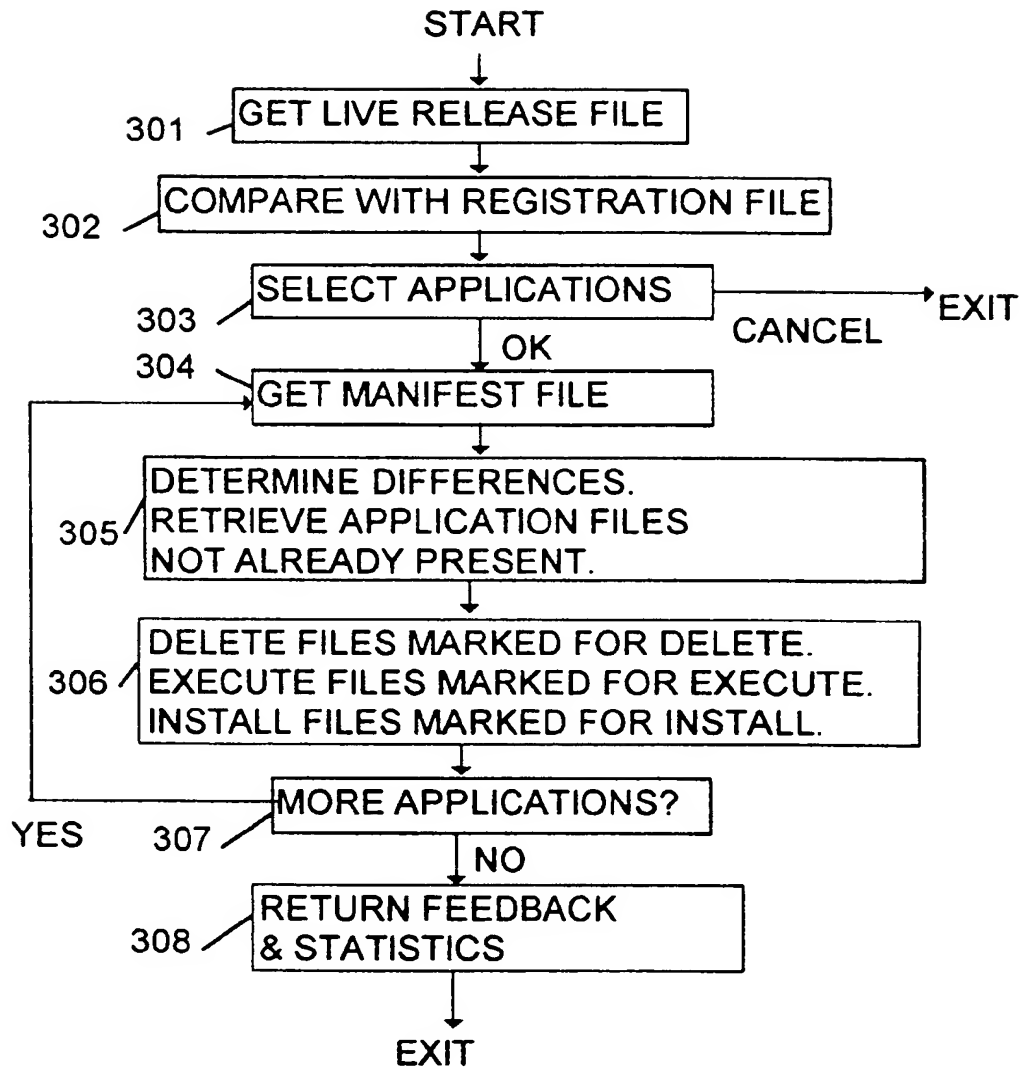 START
301
GET LIVE RELEASE FILE
302
COMPARE WITH REGISTRATION FILE
303
SELECT APPLICATIONS
CANCEL
EXIT
OK
304
GET MANIFEST FILE
305
DETERMINE DIFFERENCES.
RETRIEVE APPLICATION FILES
NOT ALREADY PRESENT.
306
DELETE FILES MARKED FOR DELETE.
EXECUTE FILES MARKED FOR EXECUTE.
INSTALL FILES MARKED FOR INSTALL.
MORE APPLICATIONS?
YES
307
NO
308
RETURN FEEDBACK
& STATISTICS
EXIT